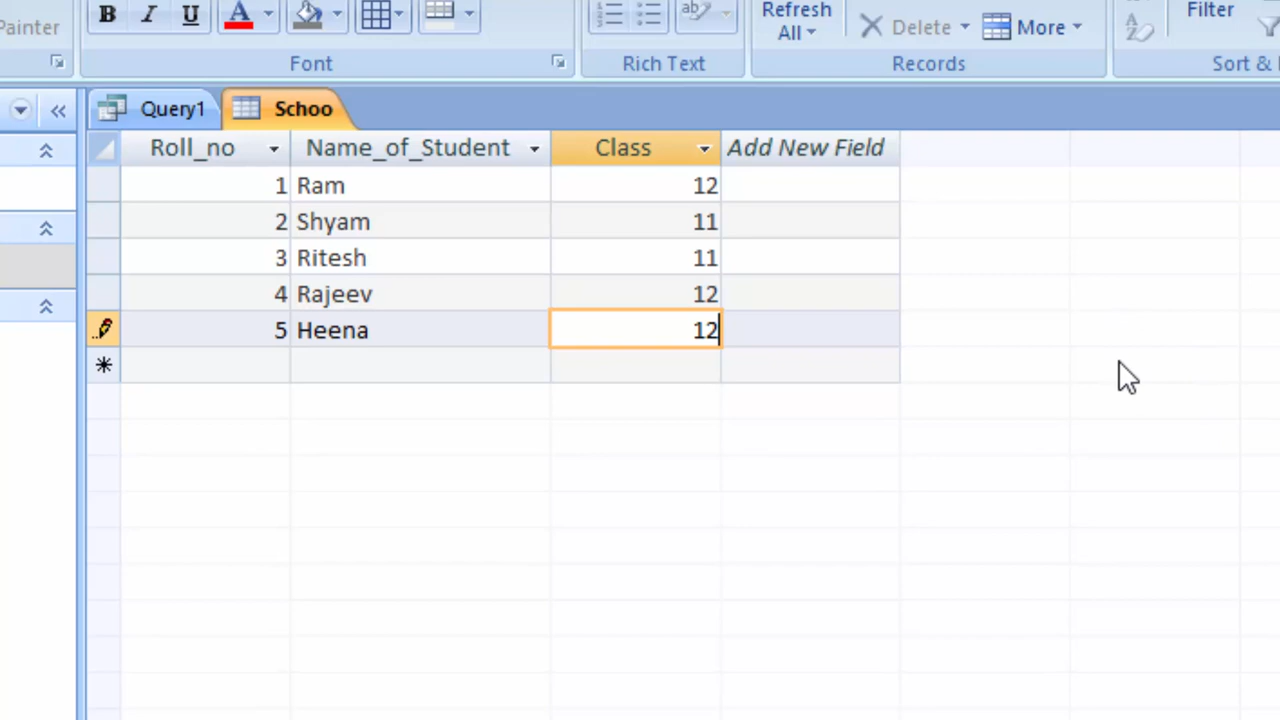 Painter
B I U A
ab
Refresh
All
Delete
More
A
Z
Filter
Font
Rich Text
Records
Sort &
Query1
Schoo
Roll_no Name_of_Student Class Add New Field
1 Ram 12
2 Shyam 11
3 Ritesh 11
4 Rajeev 12
5 Heena 12